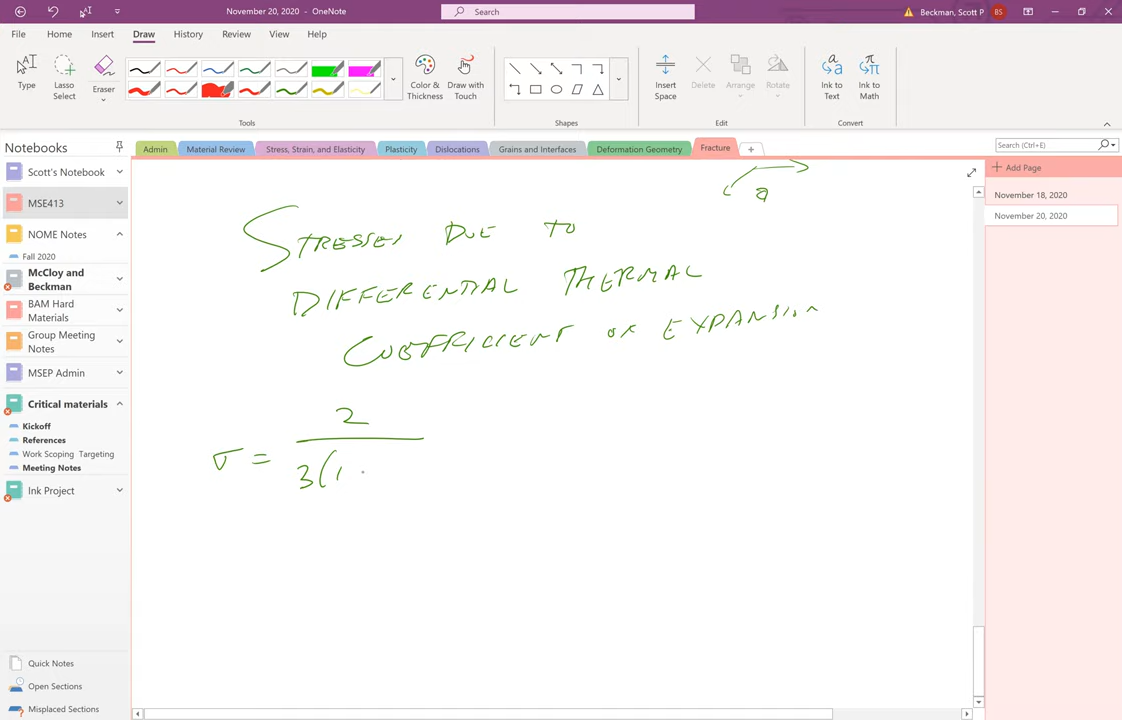 November 20, 2020 - OneNote
Search
Beckman, Scott P
BS
File Home Insert Draw History Review View Help
Type
Lasso Select
Eraser
Color & Thickness
Draw with Touch
Insert Space
Delete
Arrange
Rotate
Ink to Text
Ink to Math
Tools
Shapes
Edit
Convert
Notebooks
Admin
Material Review
Stress, Strain, and Elasticity
Plasticity
Dislocations
Grains and Interfaces
Deformation Geometry
Fracture
Search (Ctrl+E)
Scott's Notebook
MSE413
NOME Notes
Fall 2020
McCloy and
Beckman
BAM Hard
Materials
Group Meeting
Notes
MSEP Admin
Critical materials
Kickoff
References
Work Scoping Targeting
Meeting Notes
Ink Project
Quick Notes
Open Sections
Misplaced Sections
a
STRESSES DUE TO
DIFFERENTIAL THERMAL
COEFFICIENT OF EXPANSION
2
σ =
3(1
Add Page
November 18, 2020
November 20, 2020